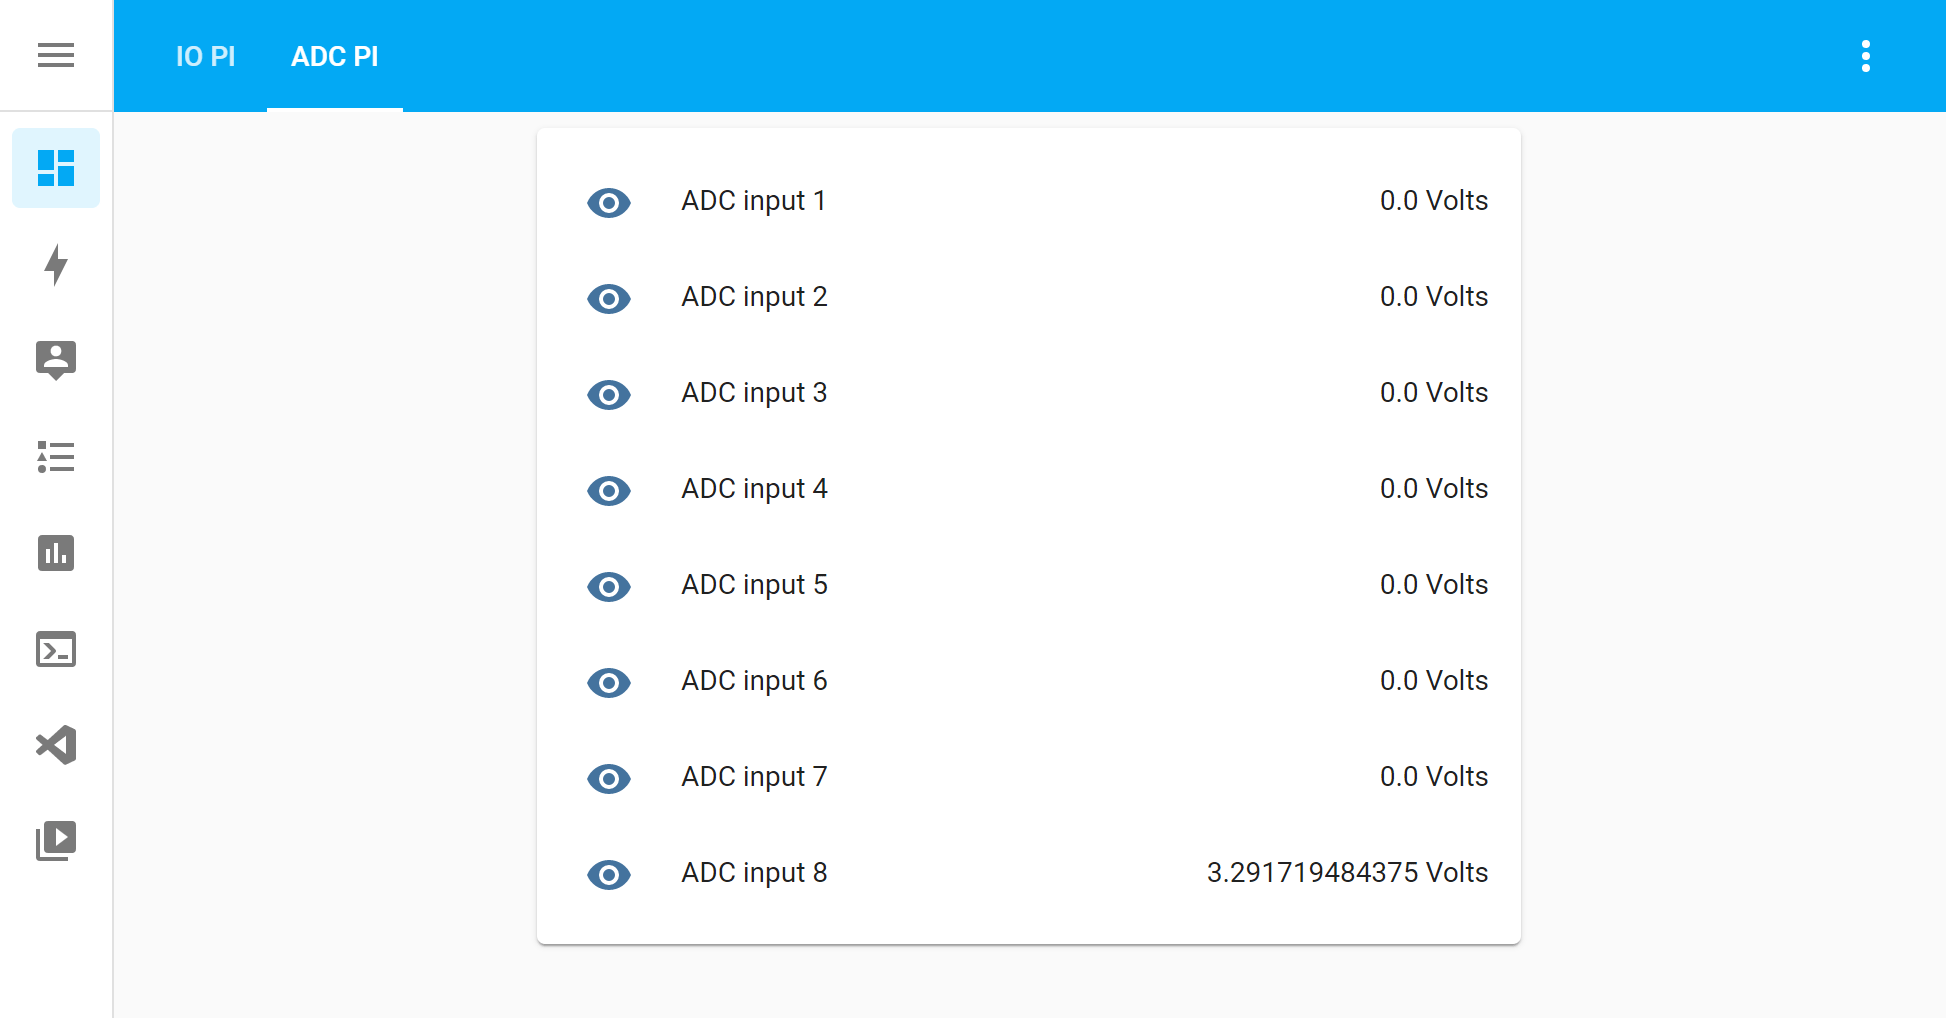 IO PI ADC PI
ADC input 1 0.0 Volts
ADC input 2 0.0 Volts
ADC input 3 0.0 Volts
ADC input 4 0.0 Volts
ADC input 5 0.0 Volts
ADC input 6 0.0 Volts
ADC input 7 0.0 Volts
ADC input 8 3.291719484375 Volts